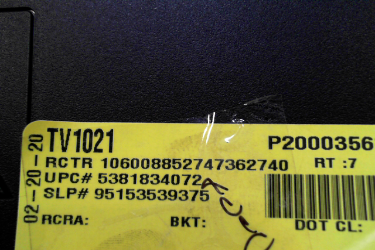 TV1021 P2000356
RCTR 106008852747362740 RT :7
UPC# 5381834072
SLP# 95153539375
RCRA: BKT: DOT CL:
02-20-20